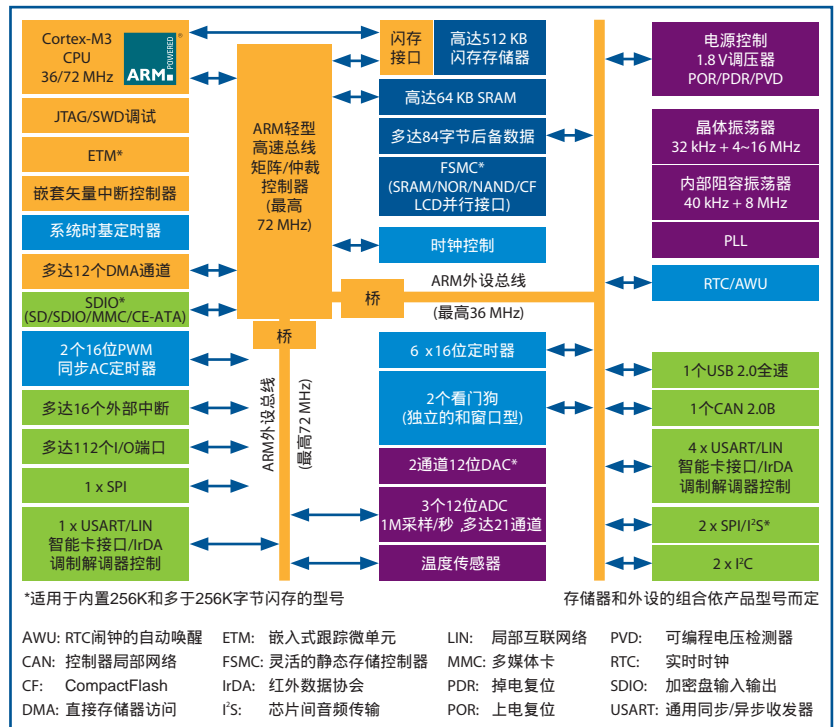 Cortex-M3
CPU
36/72 MHz
ARM POWERED
JTAG/SWD调试
ETM*
嵌套矢量中断控制器
系统时基定时器
多达12个DMA通道
SDIO*
(SD/SDIO/MMC/CE-ATA)
2个16位PWM
同步AC定时器
多达16个外部中断
多达112个I/O端口
1 x SPI
1 x USART/LIN
智能卡接口/IrDA
调制解调器控制
ARM轻型
高速总线
矩阵/仲裁
控制器
(最高
72 MHz)
桥
桥
ARM外设总线
(最高72 MHz)
ARM外设总线
(最高36 MHz)
闪存
接口
高达512 KB
闪存存储器
高达64 KB SRAM
多达84字节后备数据
FSMC*
(SRAM/NOR/NAND/CF
LCD并行接口)
时钟控制
6 x16位定时器
2个看门狗
(独立的和窗口型)
2通道12位DAC*
3个12位ADC
1M采样/秒 ,多达21通道
温度传感器
电源控制
1.8 V调压器
POR/PDR/PVD
晶体振荡器
32 kHz + 4~16 MHz
内部阻容振荡器
40 kHz + 8 MHz
PLL
RTC/AWU
1个USB 2.0全速
1个CAN 2.0B
4 x USART/LIN
智能卡接口/IrDA
调制解调器控制
2 x SPI/I²S*
2 x I²C
*适用于内置256K和多于256K字节闪存的型号
存储器和外设的组合依产品型号而定
AWU: RTC闹钟的自动唤醒 ETM: 嵌入式跟踪微单元 LIN: 局部互联网络 PVD: 可编程电压检测器
CAN: 控制器局部网络 FSMC: 灵活的静态存储控制器 MMC: 多媒体卡 RTC: 实时时钟
CF: CompactFlash IrDA: 红外数据协会 PDR: 掉电复位 SDIO: 加密盘输入输出
DMA: 直接存储器访问 I²S: 芯片间音频传输 POR: 上电复位 USART: 通用同步/异步收发器